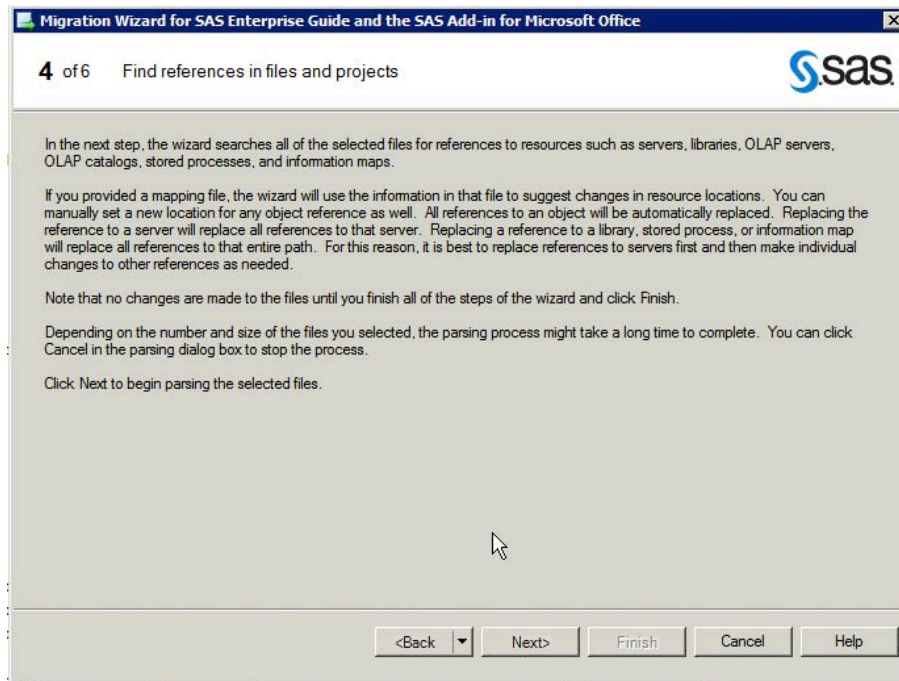 Migration Wizard for SAS Enterprise Guide and the SAS Add-in for Microsoft Office
4 of 6 Find references in files and projects
sas
In the next step, the wizard searches all of the selected files for references to resources such as servers, libraries, OLAP servers,
OLAP catalogs, stored processes, and information maps.
If you provided a mapping file, the wizard will use the information in that file to suggest changes in resource locations. You can
manually set a new location for any object reference as well. All references to an object will be automatically replaced. Replacing the
reference to a server will replace all references to that server. Replacing a reference to a library, stored process, or information map
will replace all references to that entire path. For this reason, it is best to replace references to servers first and then make individual
changes to other references as needed.
Note that no changes are made to the files until you finish all of the steps of the wizard and click Finish.
Depending on the number and size of the files you selected, the parsing process might take a long time to complete. You can click
Cancel in the parsing dialog box to stop the process.
Click Next to begin parsing the selected files.
<Back Next> Finish Cancel Help